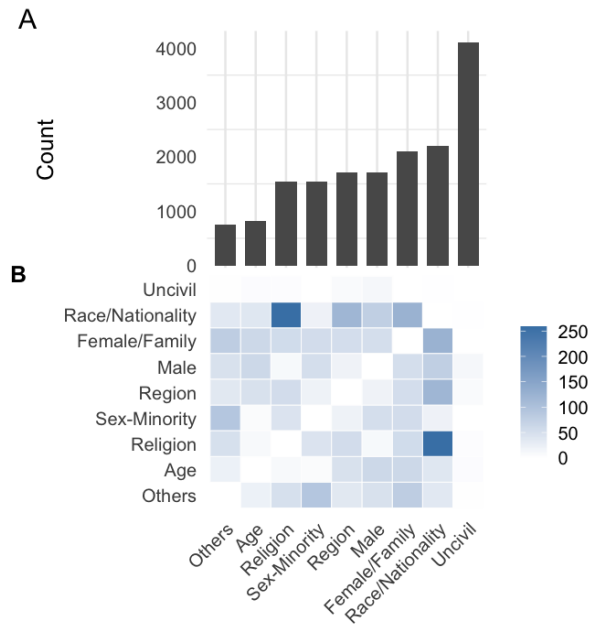 A
4000
3000
2000
1000
0
Count
B
Uncivil
Race/Nationality
Female/Family
Male
Region
Sex-Minority
Religion
Age
Others
250
200
150
100
50
0
Others
Age
Religion
Sex-Minority
Region
Male
Female/Family
Race/Nationality
Uncivil